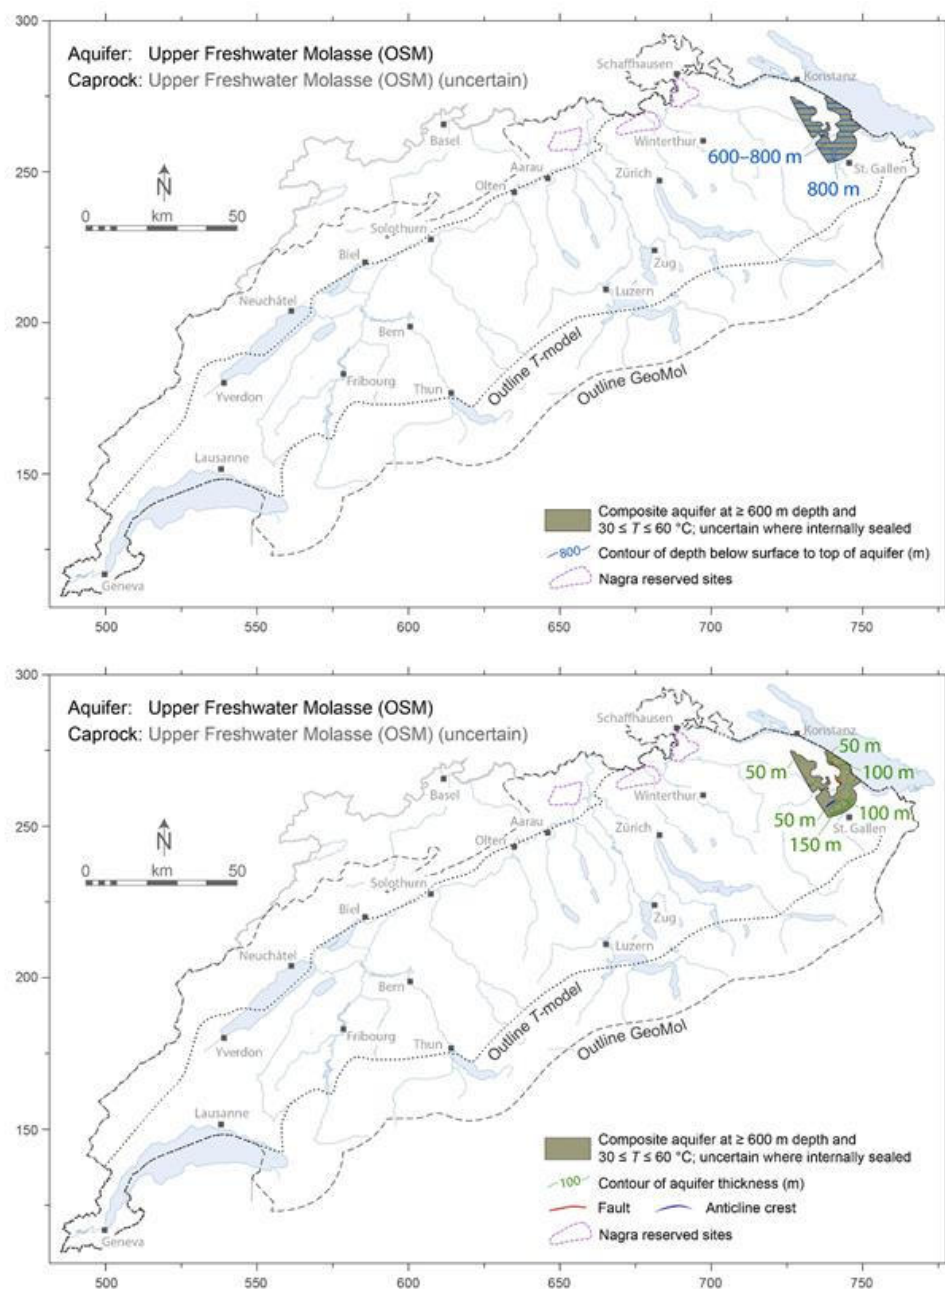 300
Aquifer: Upper Freshwater Molasse (OSM)
Caprock: Upper Freshwater Molasse (OSM) (uncertain)
Schaffhausen
Konstanz
Basel
250
Aarau
Winterthur
600–800 m
St. Gallen
Olten
Zürich
800 m
N
0 km 50
Solothurn
Biel
Zug
Neuchâtel
Luzern
200
Bern
Outline T-model
Fribourg
Thun
Outline GeoMol
Yverdon
150
Lausanne
Composite aquifer at ≥ 600 m depth and
30 ≤ T ≤ 60 °C; uncertain where internally sealed
800 Contour of depth below surface to top of aquifer (m)
Nagra reserved sites
Geneva
500 550 600 650 700 750
300
Aquifer: Upper Freshwater Molasse (OSM)
Caprock: Upper Freshwater Molasse (OSM) (uncertain)
Schaffhausen
Konstanz
50 m
50 m
100 m
Basel
Winterthur
250
Aarau
50 m
100 m
Olten
Zürich
St. Gallen
150 m
N
0 km 50
Solothurn
Biel
Zug
Neuchâtel
Luzern
200
Bern
Outline T-model
Fribourg
Thun
Outline GeoMol
Yverdon
150
Lausanne
Composite aquifer at ≥ 600 m depth and
30 ≤ T ≤ 60 °C; uncertain where internally sealed
100 Contour of aquifer thickness (m)
Fault Anticline crest
Nagra reserved sites
Geneva
500 550 600 650 700 750